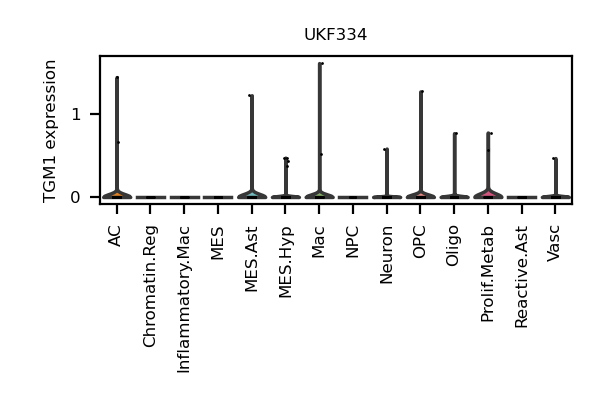 UKF334
TGM1 expression
1
0
AC
Chromatin.Reg
Inflammatory.Mac
MES
MES.Ast
MES.Hyp
Mac
NPC
Neuron
OPC
Oligo
Prolif.Metab
Reactive.Ast
Vasc